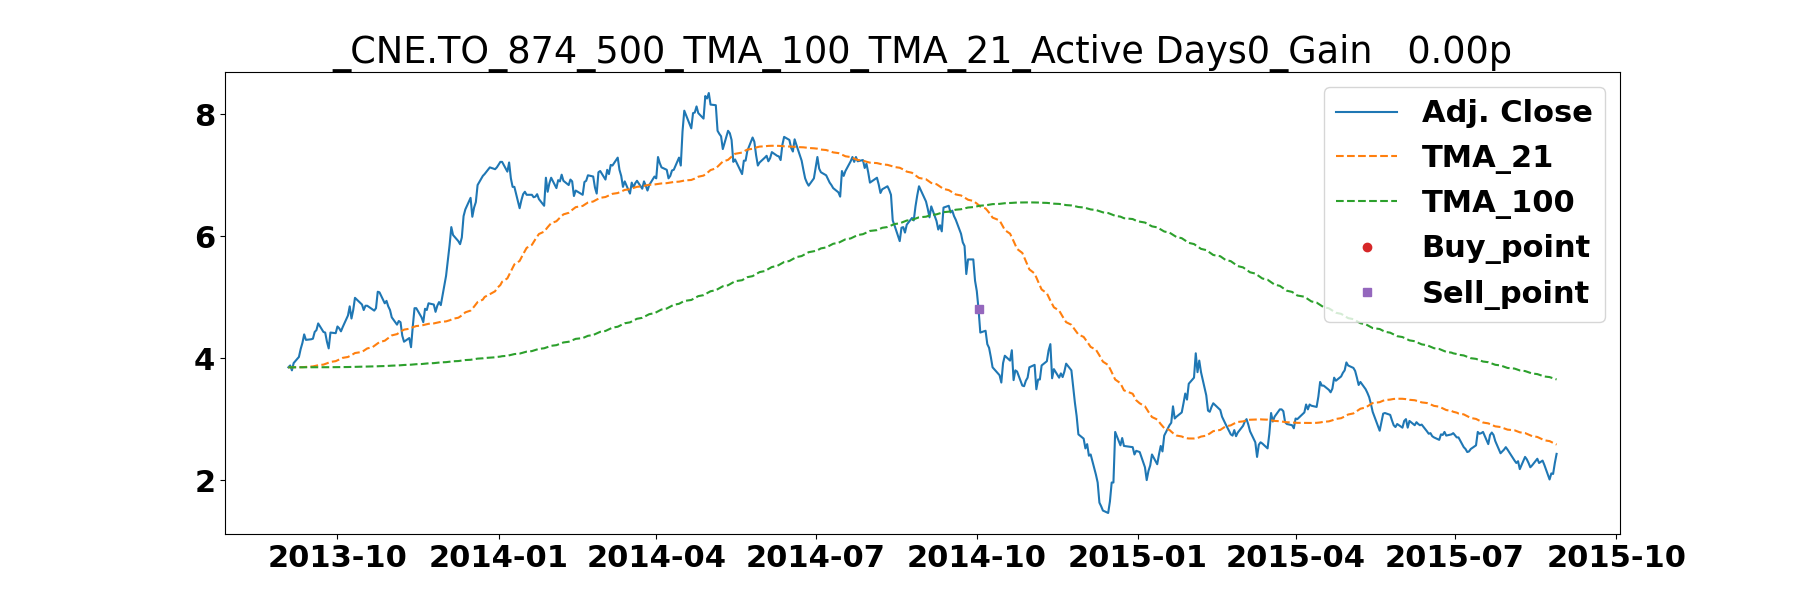 _CNE.TO_874_500_TMA_100_TMA_21_Active Days0_Gain   0.00p
8
6
4
2
Adj. Close
TMA_21
TMA_100
Buy_point
Sell_point
2013-10 2014-01 2014-04 2014-07 2014-10 2015-01 2015-04 2015-07 2015-10